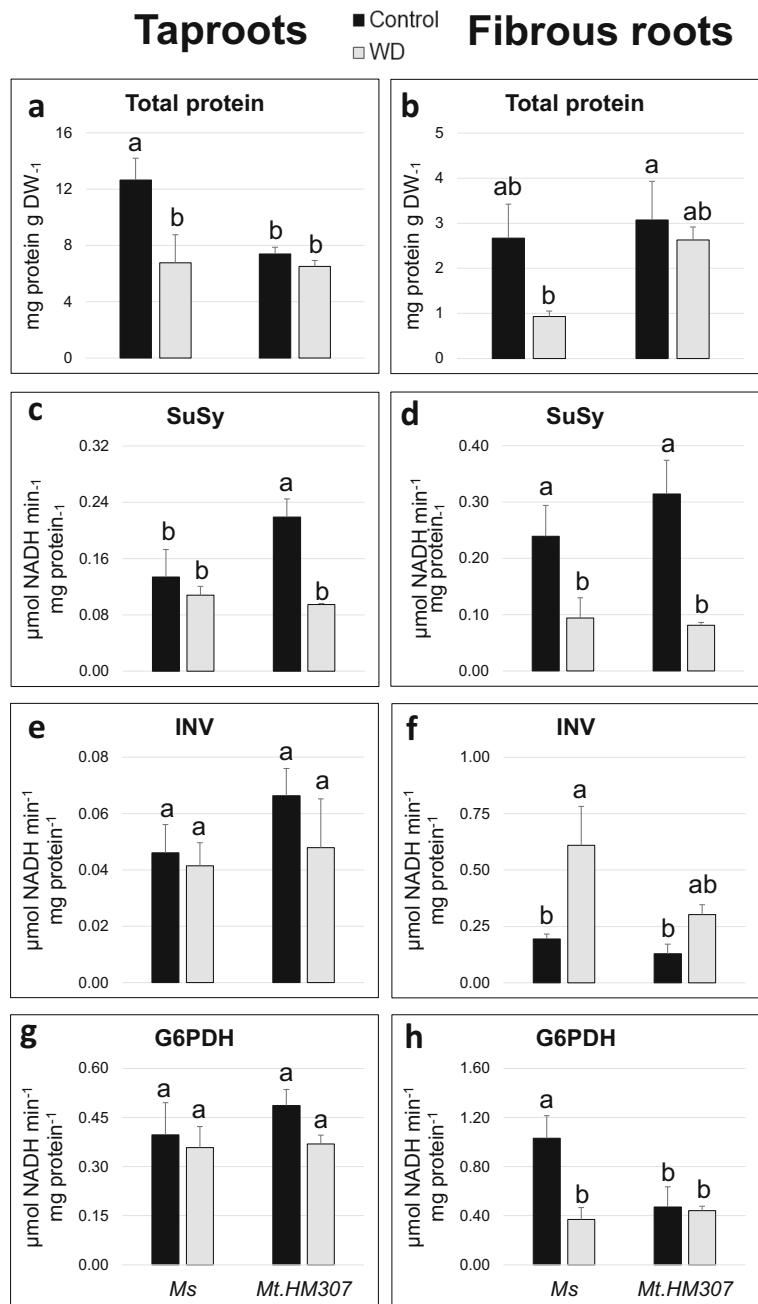 Taproots
Control
WD
Fibrous roots
a
Total protein
16
12
8
4
0
mg protein g DW-1
a
b
b
b
b
Total protein
5
4
3
2
1
0
mg protein g DW-1
ab
b
a
ab
c
SuSy
0.32
0.24
0.16
0.08
0.00
µmol NADH min-1
mg protein-1
b
b
a
b
d
SuSy
0.40
0.30
0.20
0.10
0.00
µmol NADH min-1
mg protein-1
a
b
a
b
e
INV
0.08
0.06
0.04
0.02
0.00
µmol NADH min-1
mg protein-1
a
a
a
a
f
INV
1.00
0.75
0.50
0.25
0.00
µmol NADH min-1
mg protein-1
b
a
b
ab
g
G6PDH
0.60
0.45
0.30
0.15
0.00
µmol NADH min-1
mg protein-1
a
a
a
a
Ms
Mt.HM307
h
G6PDH
1.60
1.20
0.80
0.40
0.00
µmol NADH min-1
mg protein-1
a
b
b
b
Ms
Mt.HM307